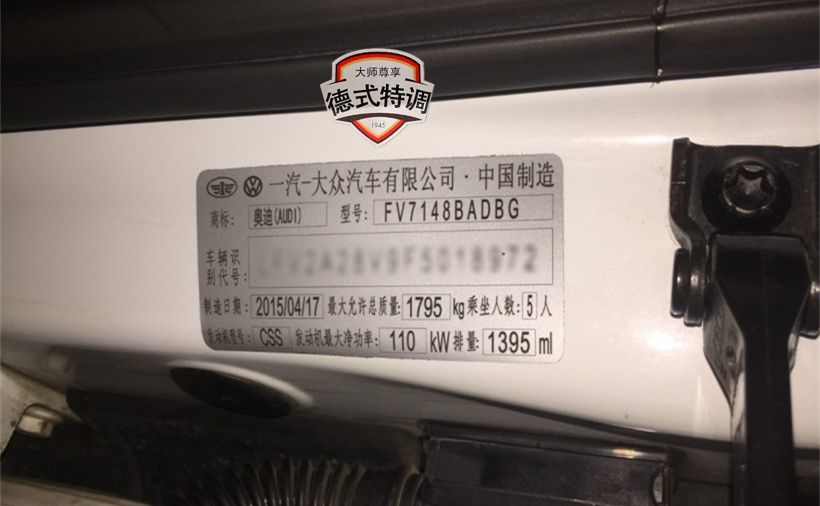 大师尊享
德式特调
1945
一汽-大众汽车有限公司·中国制造
商标: 奥迪(AUDI) 型号: FV7148BADBG
车辆识
别代号:
制造日期: 2015/04/17 最大允许总质量: 1795 kg 乘坐人数: 5 人
发动机型号: CSS 发动机最大净功率: 110 kW 排量: 1395 ml